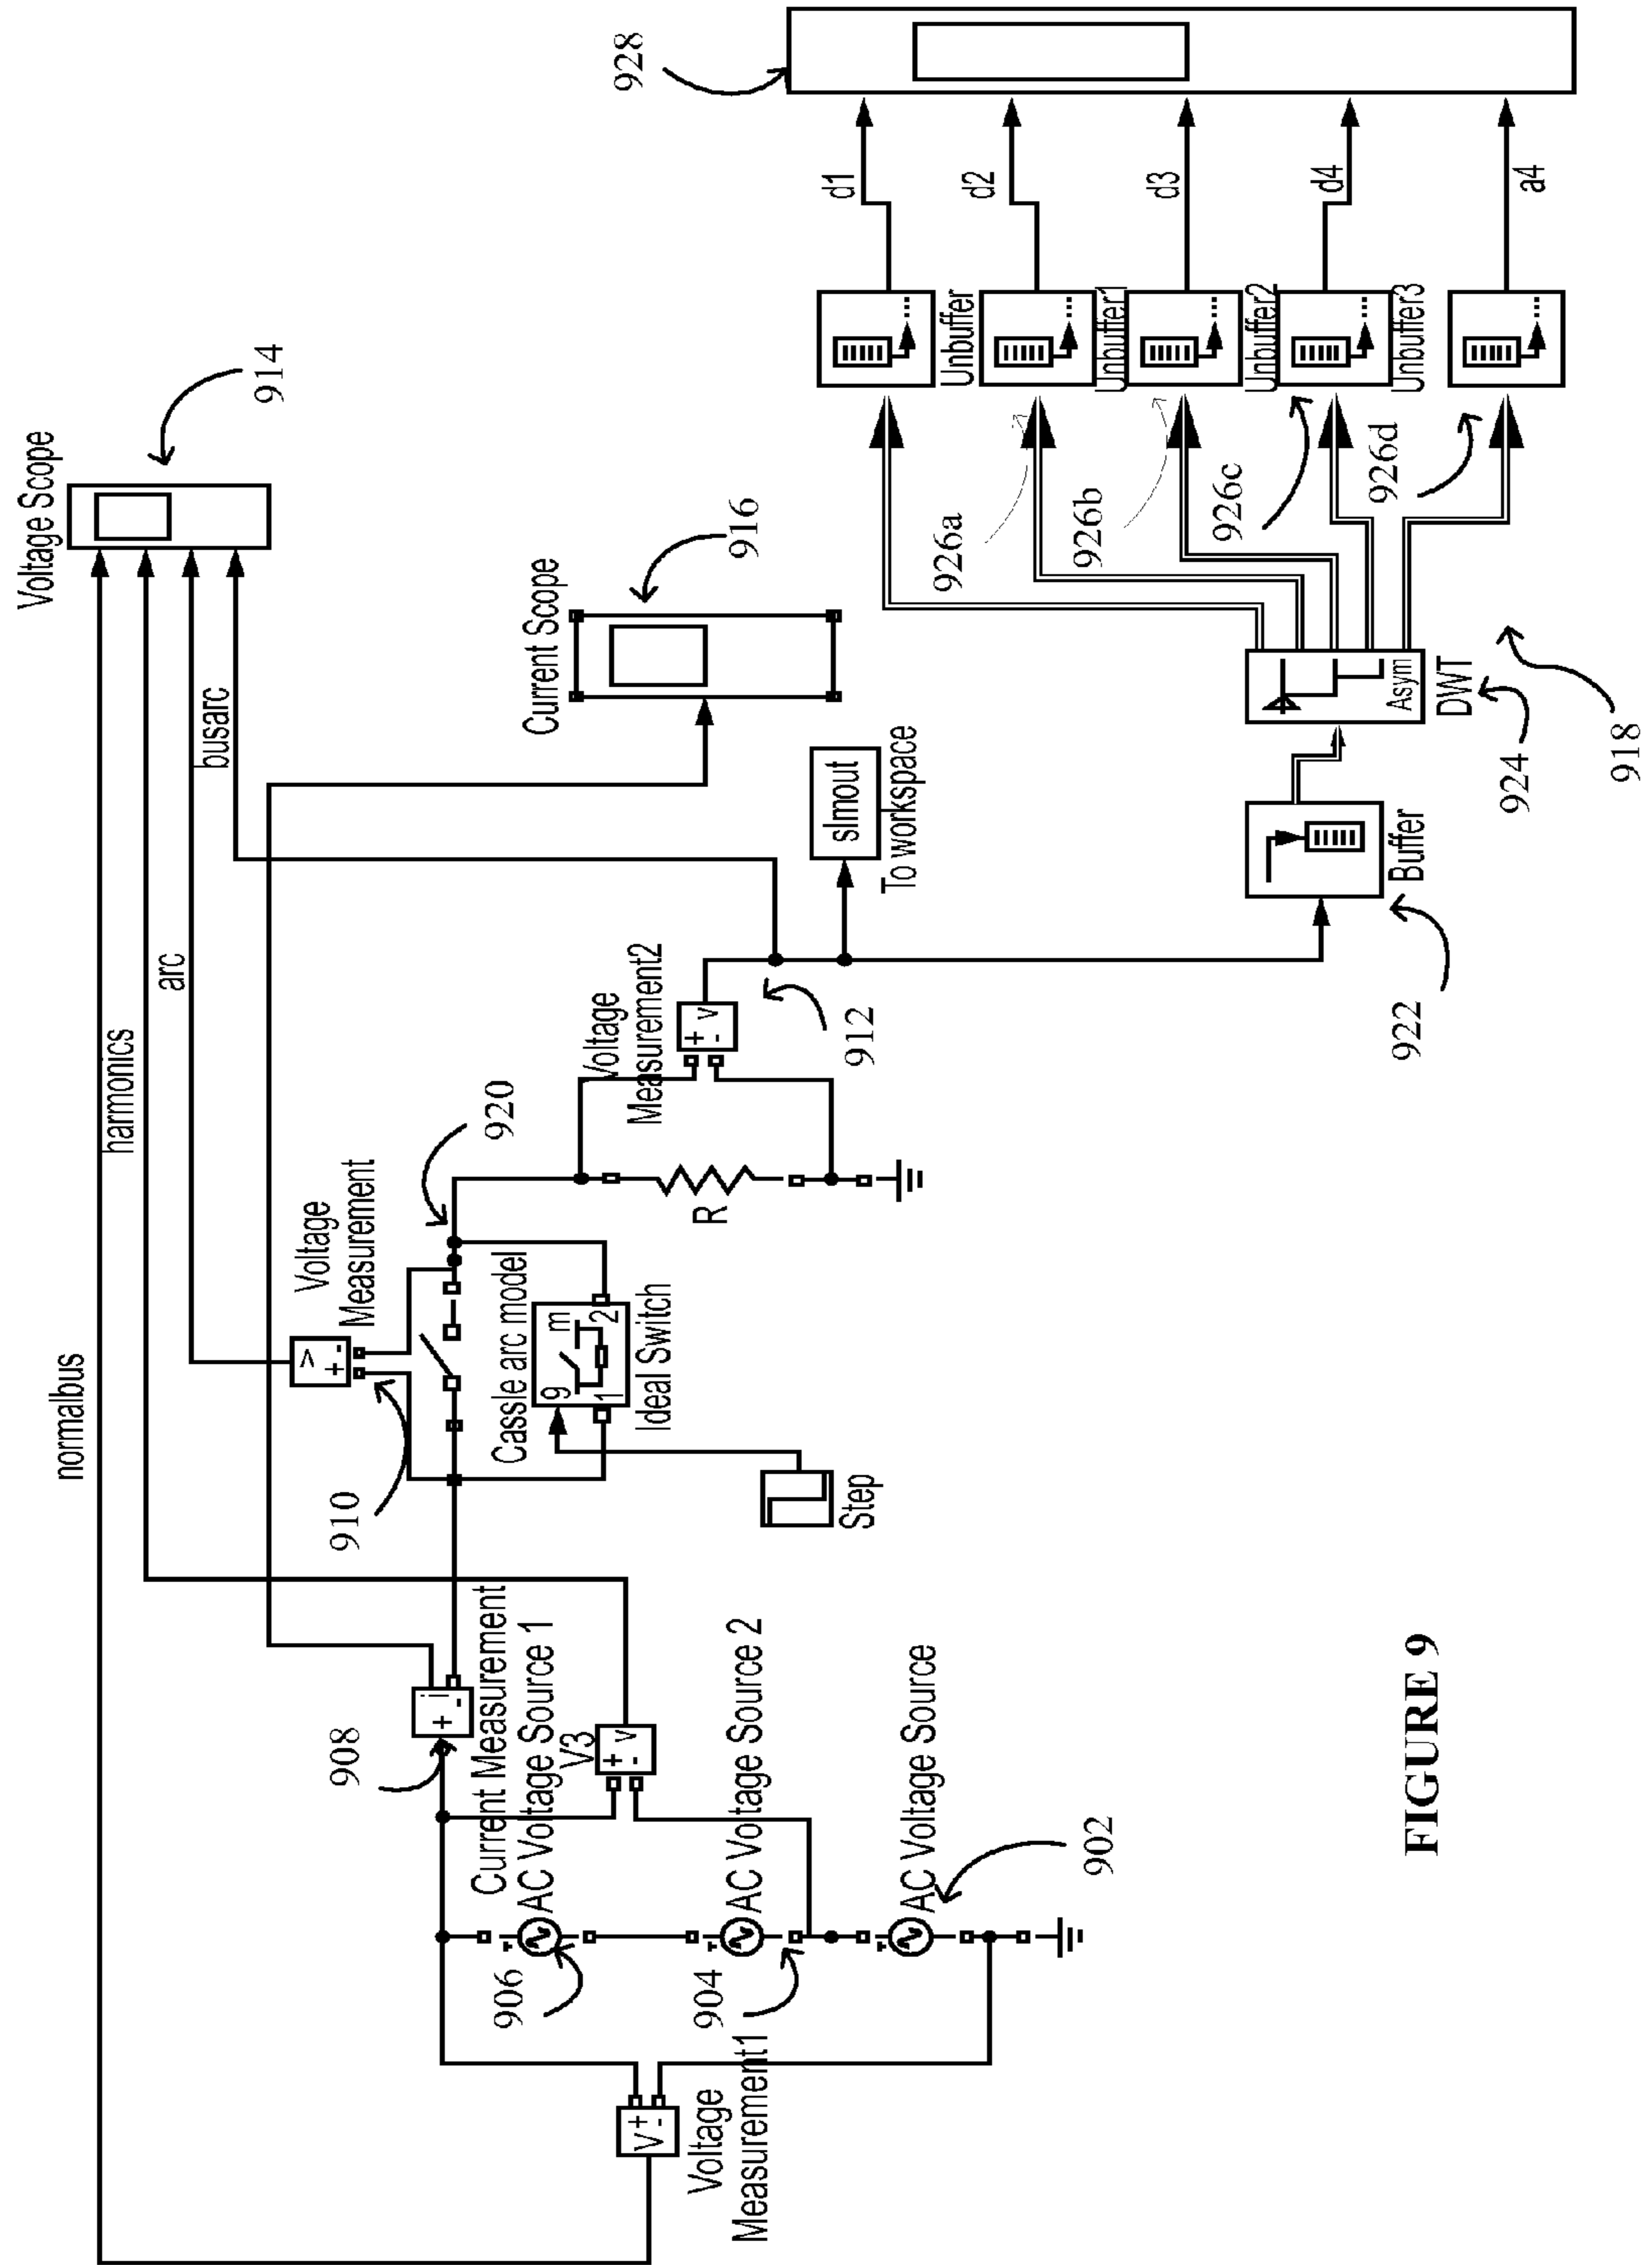 normalbus
harmonics
arc
busarc
Voltage Scope
914
Current Scope
916
908
+ i
-
Current Measurement
910
>
+ -
Voltage
Measurement
920
Cassle arc model
9 m
1 2
Ideal Switch
Step
906
AC Voltage Source 1
V3
+ v
-
904
AC Voltage Source 2
902
AC Voltage Source
V +
-
Voltage
Measurement1
R
Voltage
Measurement2
+ v
-
912
slmout
To workspace
922
Buffer
Asym
DWT
924
918
926a
926b
926c
926d
Unbuffer
Unbuffer1
Unbuffer2
Unbuffer3
d1
d2
d3
d4
a4
928
FIGURE 9